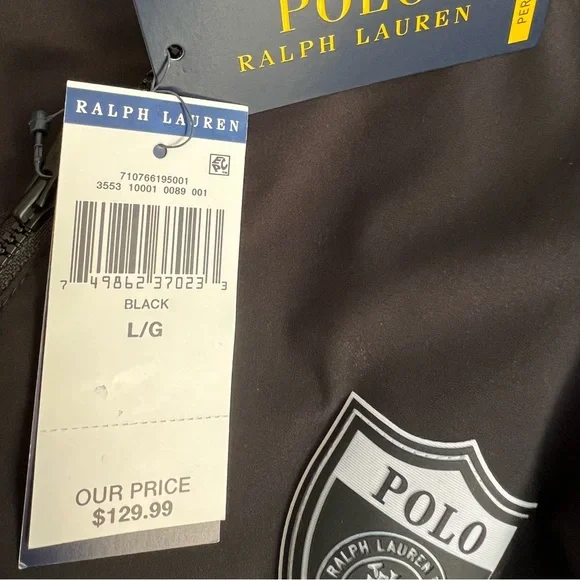 POLO
RALPH LAUREN
PER
RALPH LAUREN
710766195001
3553 10001 0089 001
7 49862 37023 3
BLACK
L/G
OUR PRICE
$129.99
POLO
RALPH LAUREN